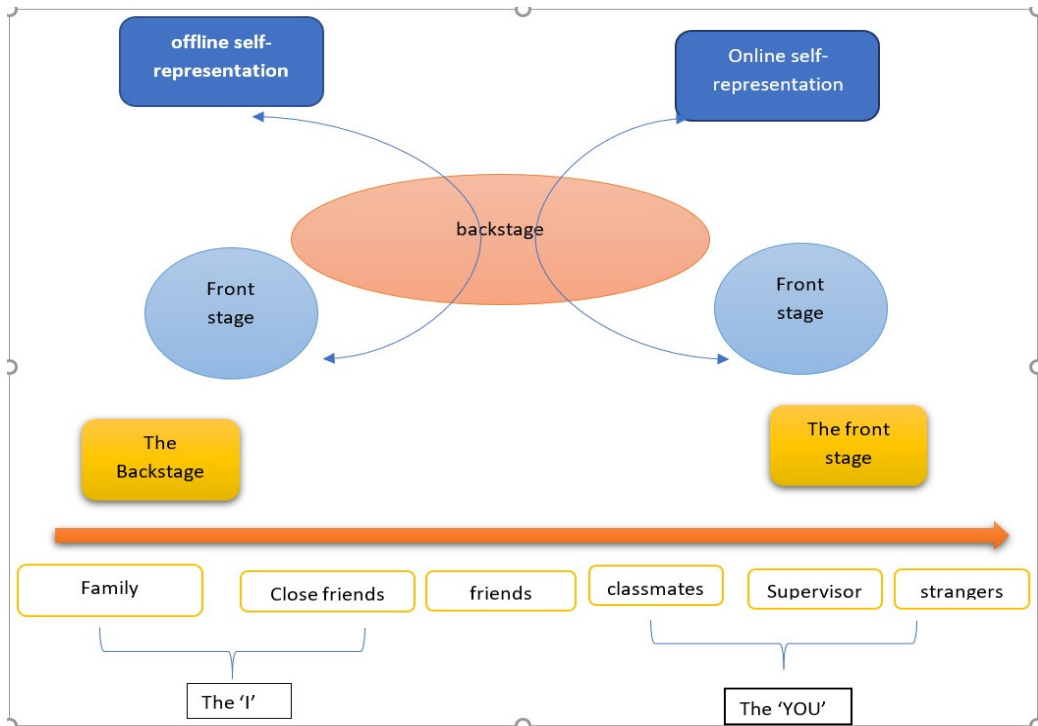 offline self-
representation
Online self-
representation
backstage
Front
stage
Front
stage
The
Backstage
The front
stage
Family
Close friends
friends
classmates
Supervisor
strangers
The ‘I’
The ‘YOU’